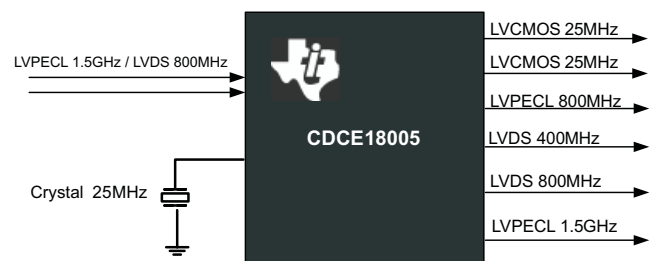 LVPECL 1.5GHz / LVDS 800MHz
Crystal 25MHz
ti
CDCE18005
LVCMOS 25MHz
LVCMOS 25MHz
LVPECL 800MHz
LVDS 400MHz
LVDS 800MHz
LVPECL 1.5GHz